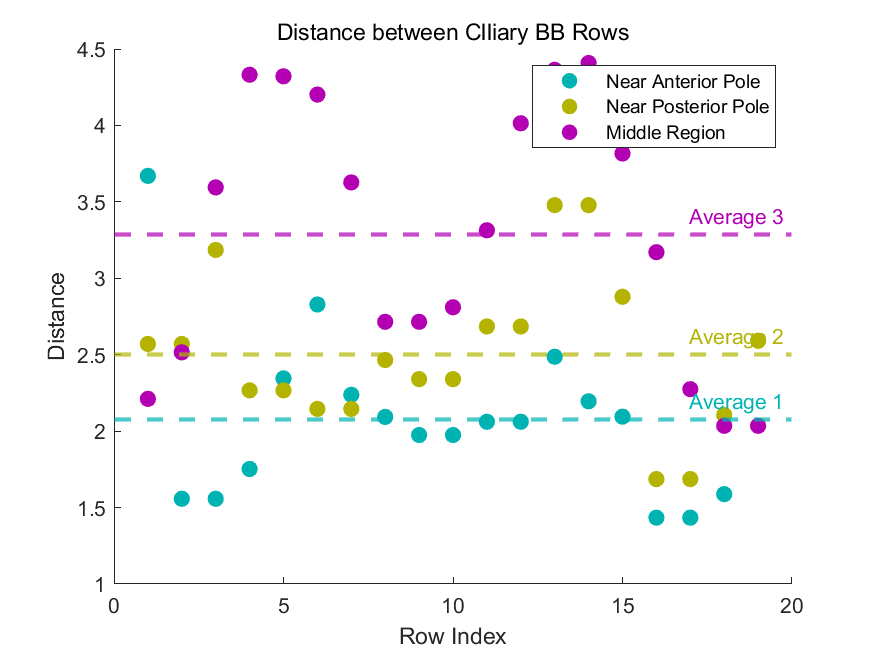 Distance between CIliary BB Rows
4.5
4
3.5
3
2.5
2
1.5
1
Distance
Near Anterior Pole
Near Posterior Pole
Middle Region
Average 3
Average 2
Average 1
0
5
10
15
20
Row Index